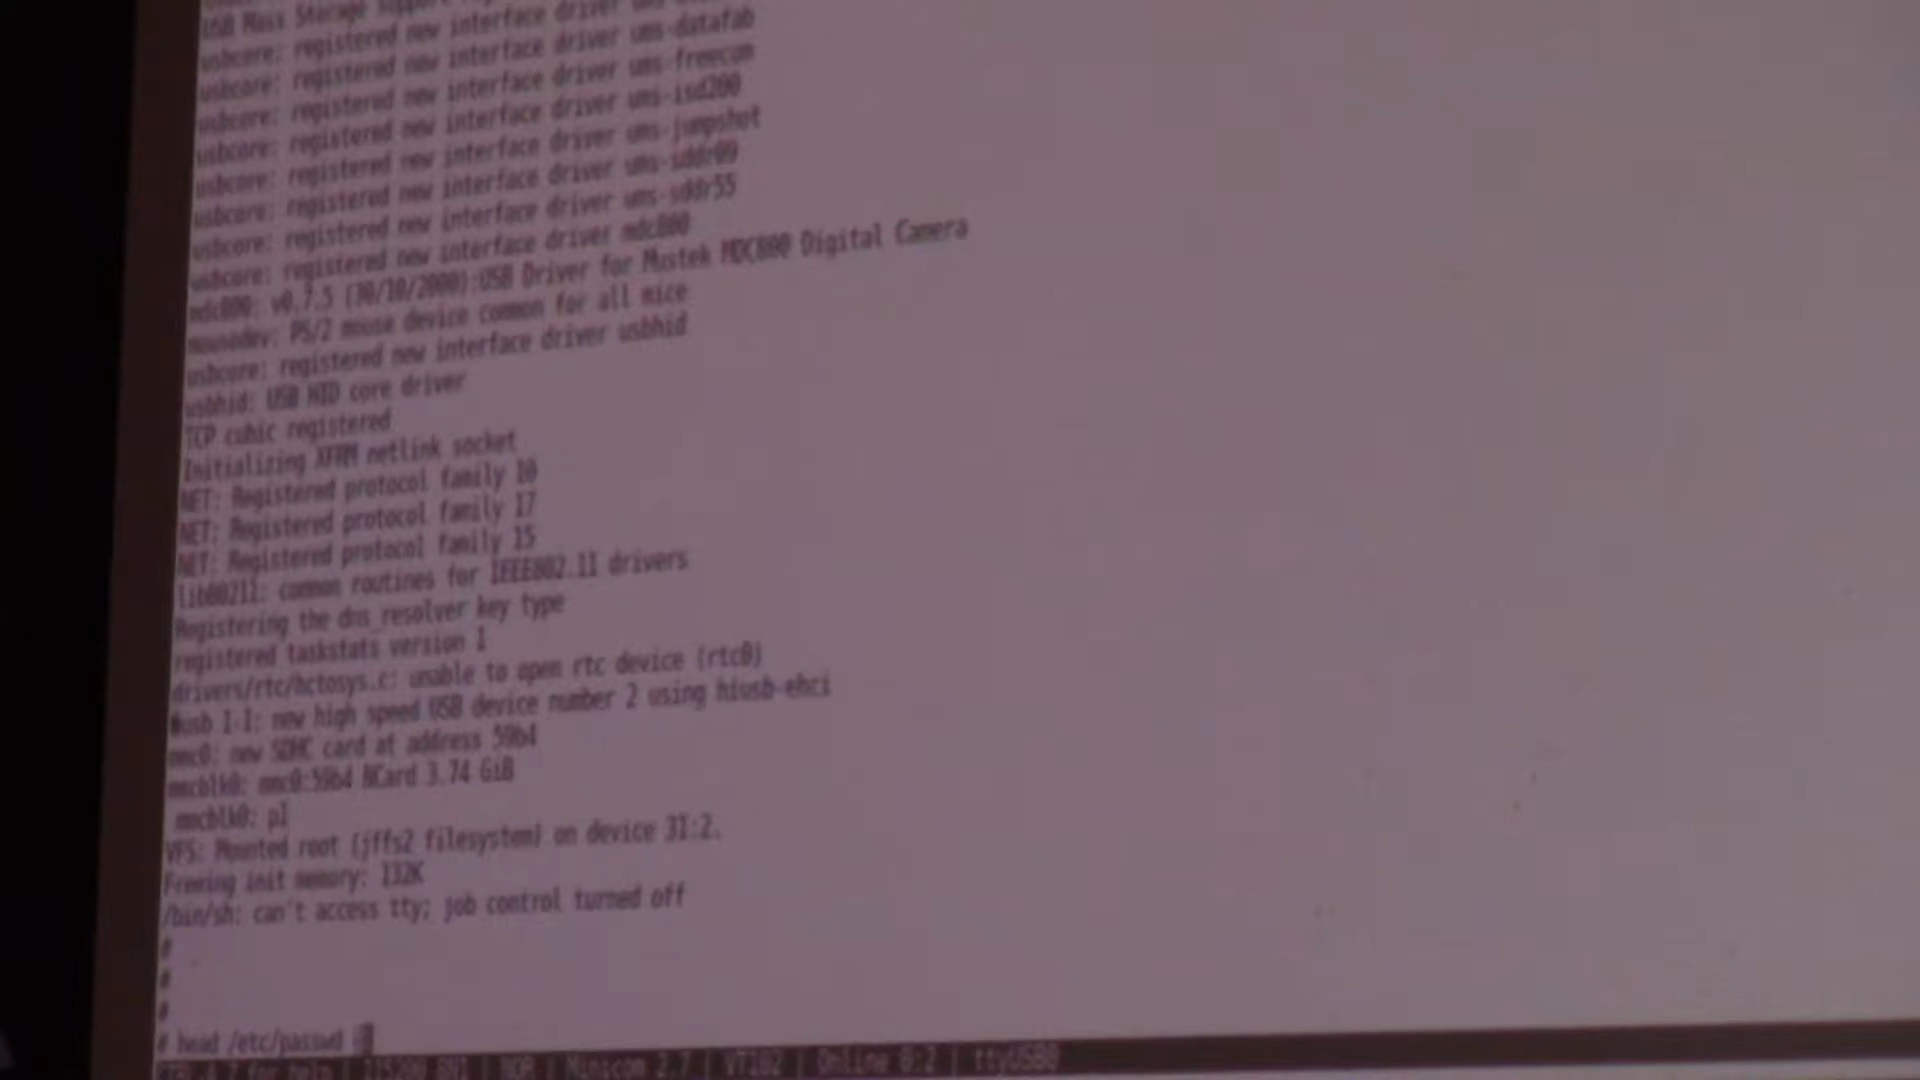 USB Mass Storage support
usbcore: registered new interface driver
usbcore: registered new interface driver ums-datafab
usbcore: registered new interface driver ums-freecom
usbcore: registered new interface driver ums-isd200
usbcore: registered new interface driver ums-jumpshot
usbcore: registered new interface driver ums-sddr09
usbcore: registered new interface driver ums-sddr55
usbcore: registered new interface driver mdc800
mdc800: v0.7.5 (30/10/2000):USB Driver for Mustek MDC800 Digital Camera
mousedev: PS/2 mouse device common for all mice
usbcore: registered new interface driver usbhid
usbhid: USB HID core driver
TCP cubic registered
Initializing XFRM netlink socket
NET: Registered protocol family 10
NET: Registered protocol family 17
NET: Registered protocol family 15
lib80211: common routines for IEEE802.11 drivers
Registering the dns_resolver key type
registered taskstats version 1
drivers/rtc/hctosys.c: unable to open rtc device (rtc0)
usb 1-1: new high speed USB device number 2 using hiusb-ehci
mmc0: new SDHC card at address 59b4
mmcblk0: mmc0:59b4 NCard 3.74 GiB
mmcblk0: p1
VFS: Mounted root (jffs2 filesystem) on device 31:2.
Freeing init memory: 132K
/bin/sh: can't access tty; job control turned off
#
#
#
# head /etc/passwd -
for help | 115200 8N1 | NOR | Minicom 2.7 | VT102 | Online 0:2 | ttyUSB0